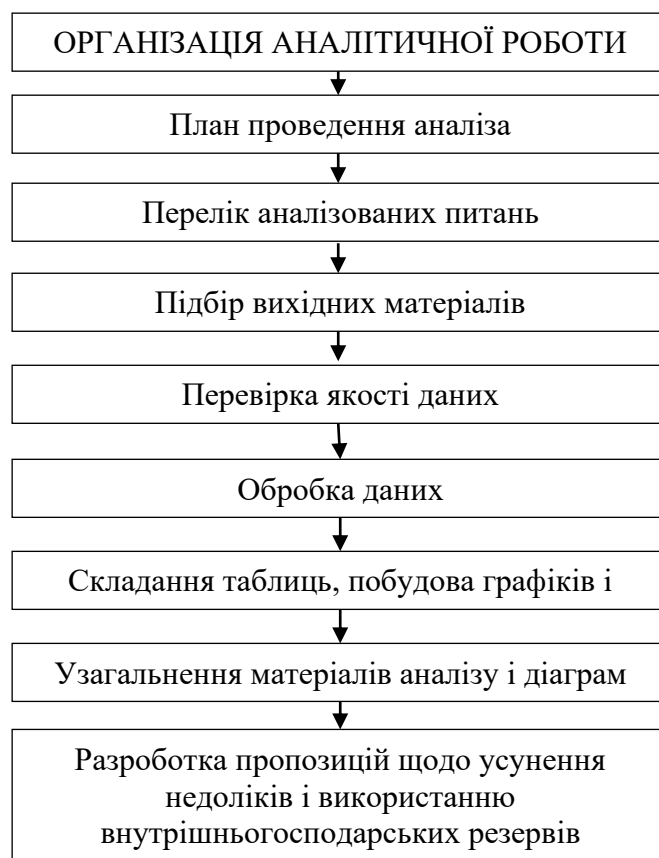 ОРГАНІЗАЦІЯ АНАЛІТИЧНОЇ РОБОТИ
План проведення аналіза
Перелік аналізованих питань
Підбір вихідних матеріалів
Перевірка якості даних
Обробка даних
Складання таблиць, побудова графіків і
Узагальнення матеріалів аналізу і діаграм
Разроботка пропозицій щодо усунення
недоліків і використанню
внутрішньогосподарських резервів